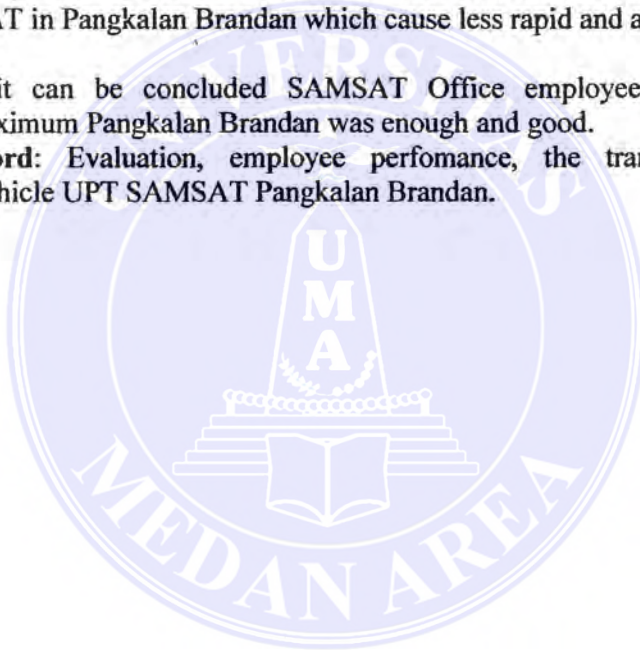 AT in Pangkalan Brandan which cause less rapid and a
it can be concluded SAMSAT Office employee
ximum Pangkalan Brandan was enough and good.
ord: Evaluation, employee perfomance, the tran
hicle UPT SAMSAT Pangkalan Brandan.
UNIVERSITAS
U
M
A
MEDAN AREA